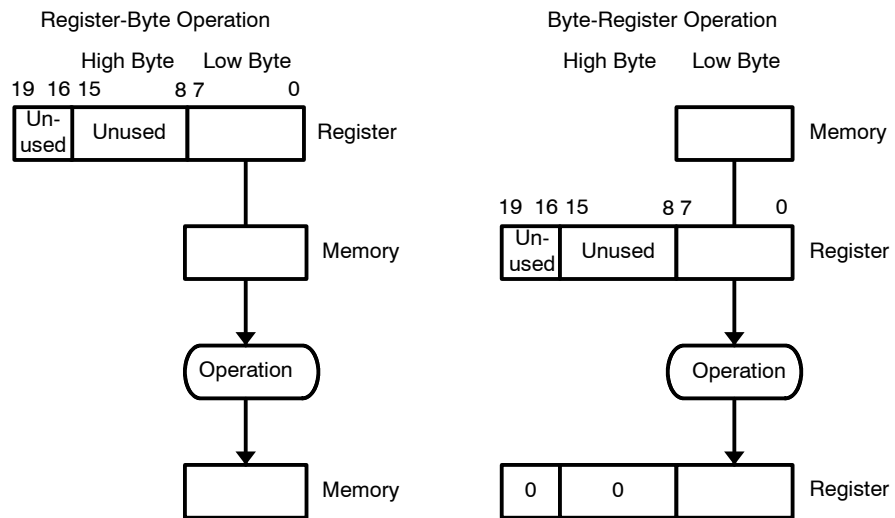 Register-Byte Operation
High Byte Low Byte
19 16 15 8 7 0
Un-
used
Unused
Register
Memory
Operation
Memory
Byte-Register Operation
High Byte Low Byte
Memory
19 16 15 8 7 0
Un-
used
Unused
Register
Operation
0 0 Register